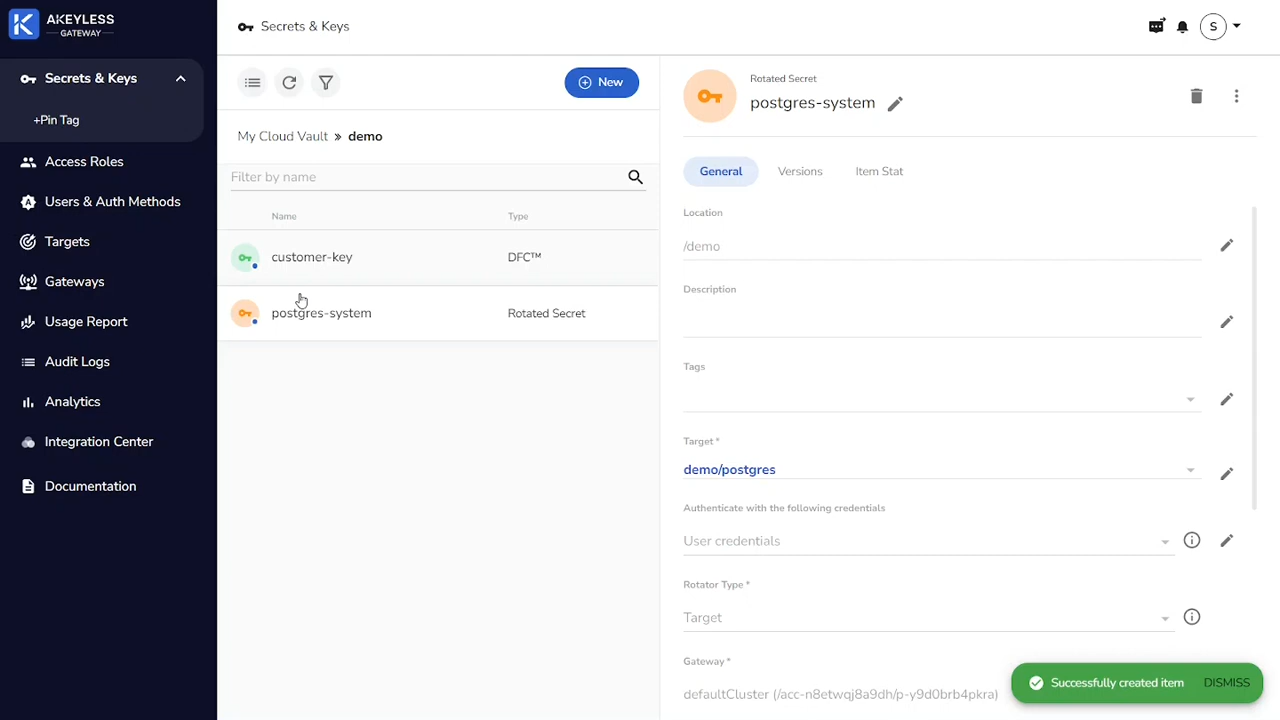 AKEYLESS
GATEWAY
Secrets & Keys
+Pin Tag
Access Roles
Users & Auth Methods
Targets
Gateways
Usage Report
Audit Logs
Analytics
Integration Center
Documentation
Secrets & Keys
S
New
My Cloud Vault » demo
Filter by name
Name Type
customer-key DFC™
postgres-system Rotated Secret
Rotated Secret
postgres-system
General Versions Item Stat
Location
/demo
Description
Tags
Target *
demo/postgres
Authenticate with the following credentials
User credentials
Rotator Type *
Target
Gateway *
defaultCluster (/acc-n8etwqj8a9dh/p-y9d0brb4pkra)
Successfully created item DISMISS